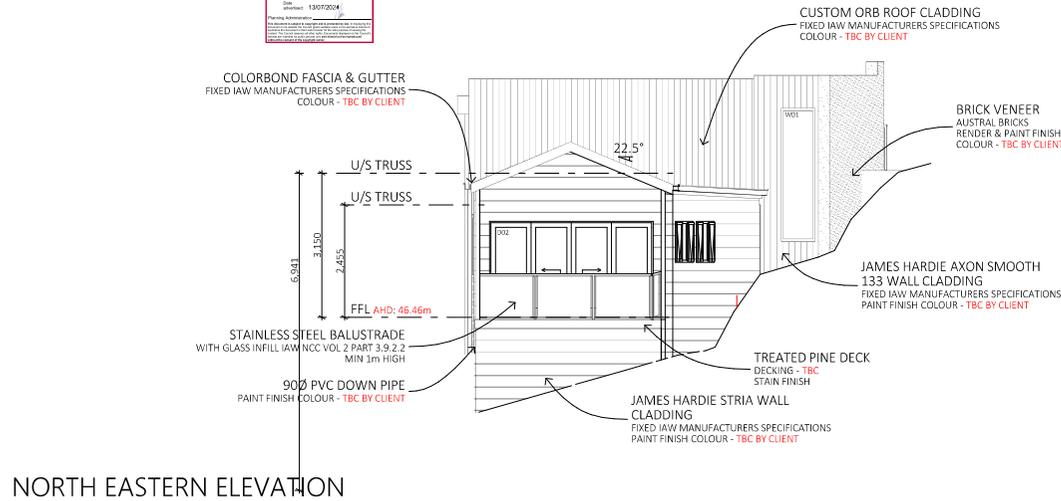 Date
advertised: 13/07/2024
Planning Administration
CUSTOM ORB ROOF CLADDING
FIXED IAW MANUFACTURERS SPECIFICATIONS
COLOUR - TBC BY CLIENT
COLORBOND FASCIA & GUTTER
FIXED IAW MANUFACTURERS SPECIFICATIONS
COLOUR - TBC BY CLIENT
BRICK VENEER
AUSTRAL BRICKS
RENDER & PAINT FINISH
COLOUR - TBC BY CLIENT
W01
22.5°
U/S TRUSS
U/S TRUSS
D02
6,941
3,150
2,455
JAMES HARDIE AXON SMOOTH
133 WALL CLADDING
FIXED IAW MANUFACTURERS SPECIFICATIONS
PAINT FINISH COLOUR - TBC BY CLIENT
FFL AHD: 46.46m
STAINLESS STEEL BALUSTRADE
WITH GLASS INFILL IAW NCC VOL 2 PART 3.9.2.2
MIN 1m HIGH
TREATED PINE DECK
DECKING - TBC
STAIN FINISH
90Ø PVC DOWN PIPE
PAINT FINISH COLOUR - TBC BY CLIENT
JAMES HARDIE STRIA WALL
CLADDING
FIXED IAW MANUFACTURERS SPECIFICATIONS
PAINT FINISH COLOUR - TBC BY CLIENT
NORTH EASTERN ELEVATION